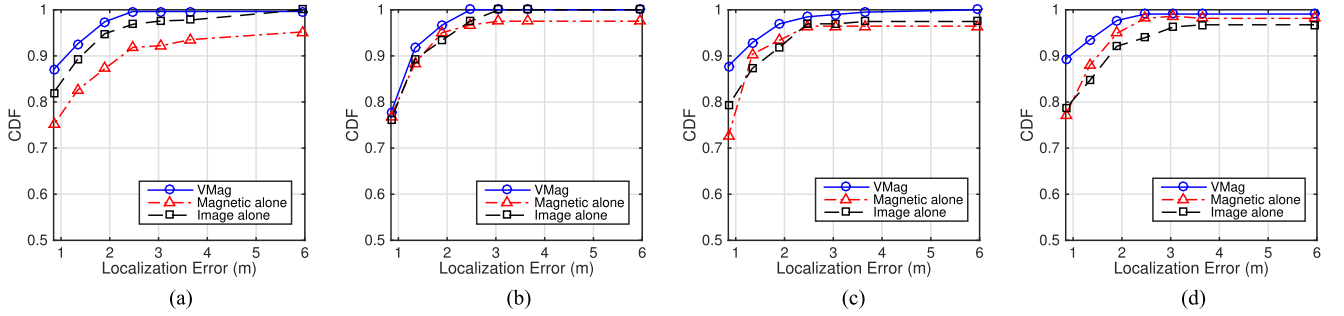 1
0.9
0.8
0.7
0.6
0.5
CDF
1 2 3 4 5 6
Localization Error (m)
VMag
Magnetic alone
Image alone
(a)
1
0.9
0.8
0.7
0.6
0.5
CDF
1 2 3 4 5 6
Localization Error (m)
VMag
Magnetic alone
Image alone
(b)
1
0.9
0.8
0.7
0.6
0.5
CDF
1 2 3 4 5 6
Localization Error (m)
VMag
Magnetic alone
Image alone
(c)
1
0.9
0.8
0.7
0.6
0.5
CDF
1 2 3 4 5 6
Localization Error (m)
VMag
Magnetic alone
Image alone
(d)